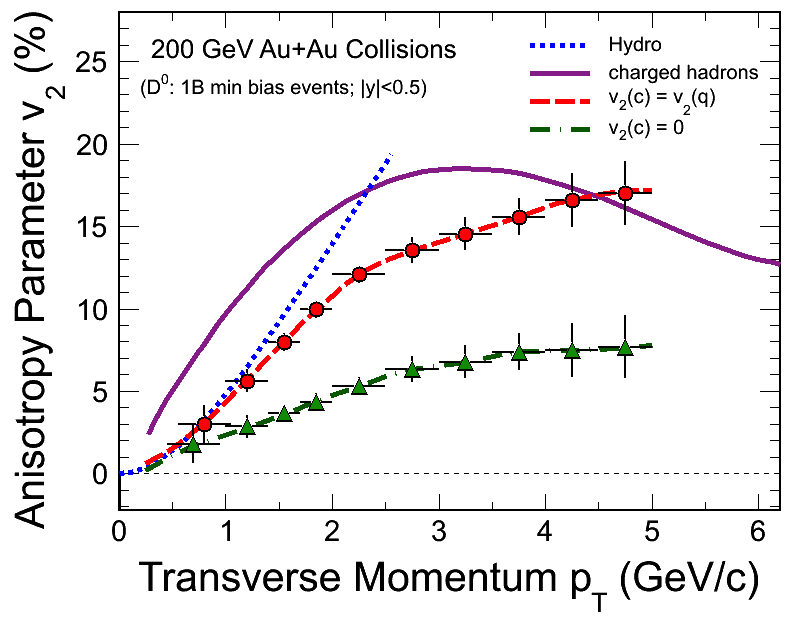 200 GeV Au+Au Collisions
(D⁰: 1B min bias events; |y|<0.5)
Hydro
charged hadrons
v₂(c) = v₂(q)
v₂(c) = 0
Anisotropy Parameter v₂ (%)
25
20
15
10
5
0
0 1 2 3 4 5 6
Transverse Momentum p_T (GeV/c)